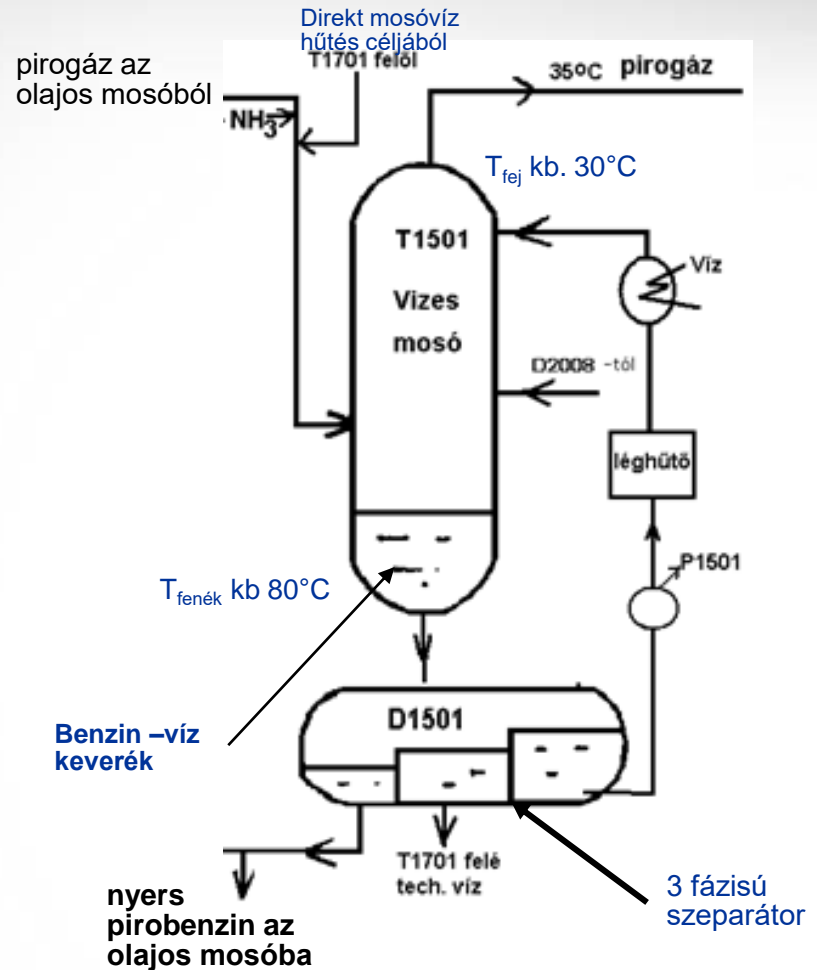 Direkt mosóvíz
hűtés céljából
T1701 felől
pirogáz az
olajos mosóból
NH3
35ºC pirogáz
Tfej kb. 30°C
T1501
Vizes
mosó
Víz
D2008 -tól
léghűtő
P1501
Tfenék kb 80°C
Benzin –víz
keverék
D1501
T1701 felé
tech. víz
3 fázisú
szeparátor
nyers
pirobenzin az
olajos mosóba